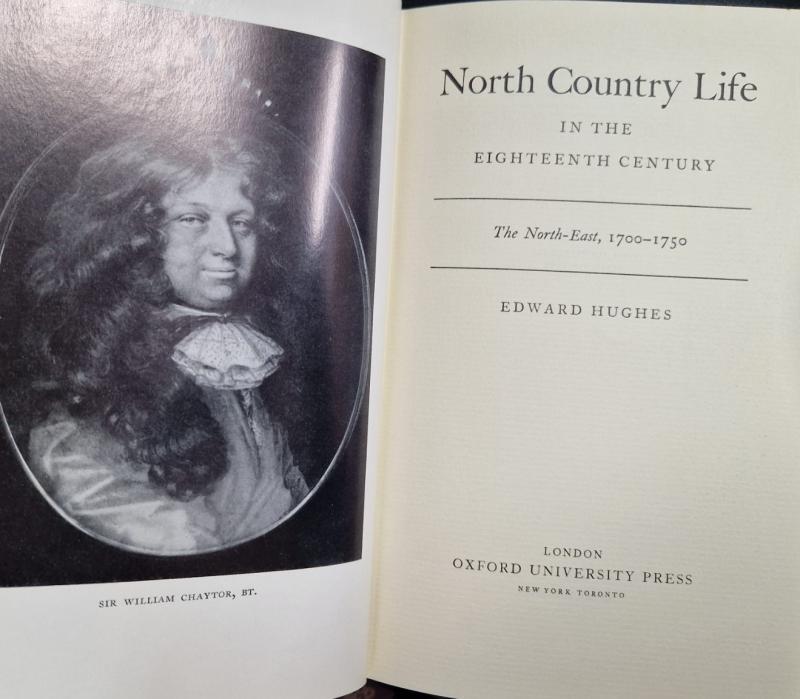 SIR WILLIAM CHAYTOR, BT.
North Country Life
IN THE
EIGHTEENTH CENTURY
The North-East, 1700–1750
EDWARD HUGHES
LONDON
OXFORD UNIVERSITY PRESS
NEW YORK TORONTO